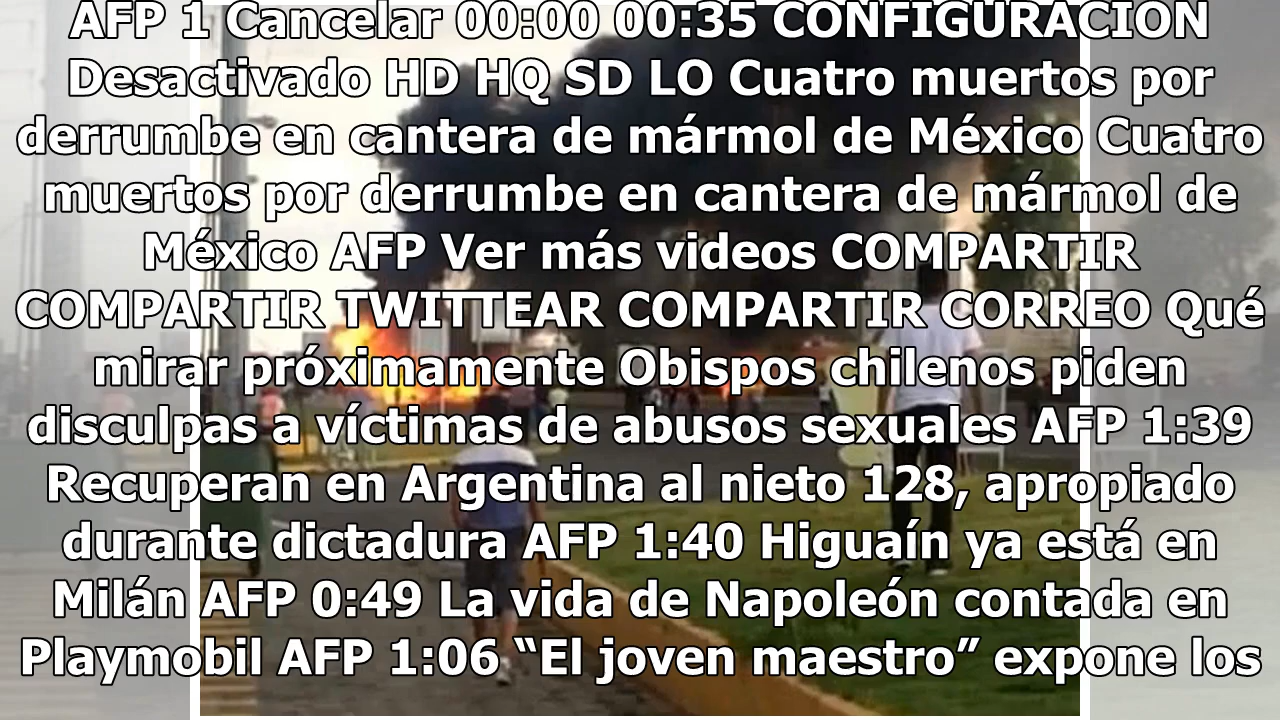 AFP 1 Cancelar 00:00 00:35 CONFIGURACIÓN
Desactivado HD HQ SD LO Cuatro muertos por
derrumbe en cantera de mármol de México Cuatro
muertos por derrumbe en cantera de mármol de
México AFP Ver más videos COMPARTIR
COMPARTIR TWITTEAR COMPARTIR CORREO Qué
mirar próximamente Obispos chilenos piden
disculpas a víctimas de abusos sexuales AFP 1:39
Recuperan en Argentina al nieto 128, apropiado
durante dictadura AFP 1:40 Higuaín ya está en
Milán AFP 0:49 La vida de Napoleón contada en
Playmobil AFP 1:06 “El joven maestro” expone los